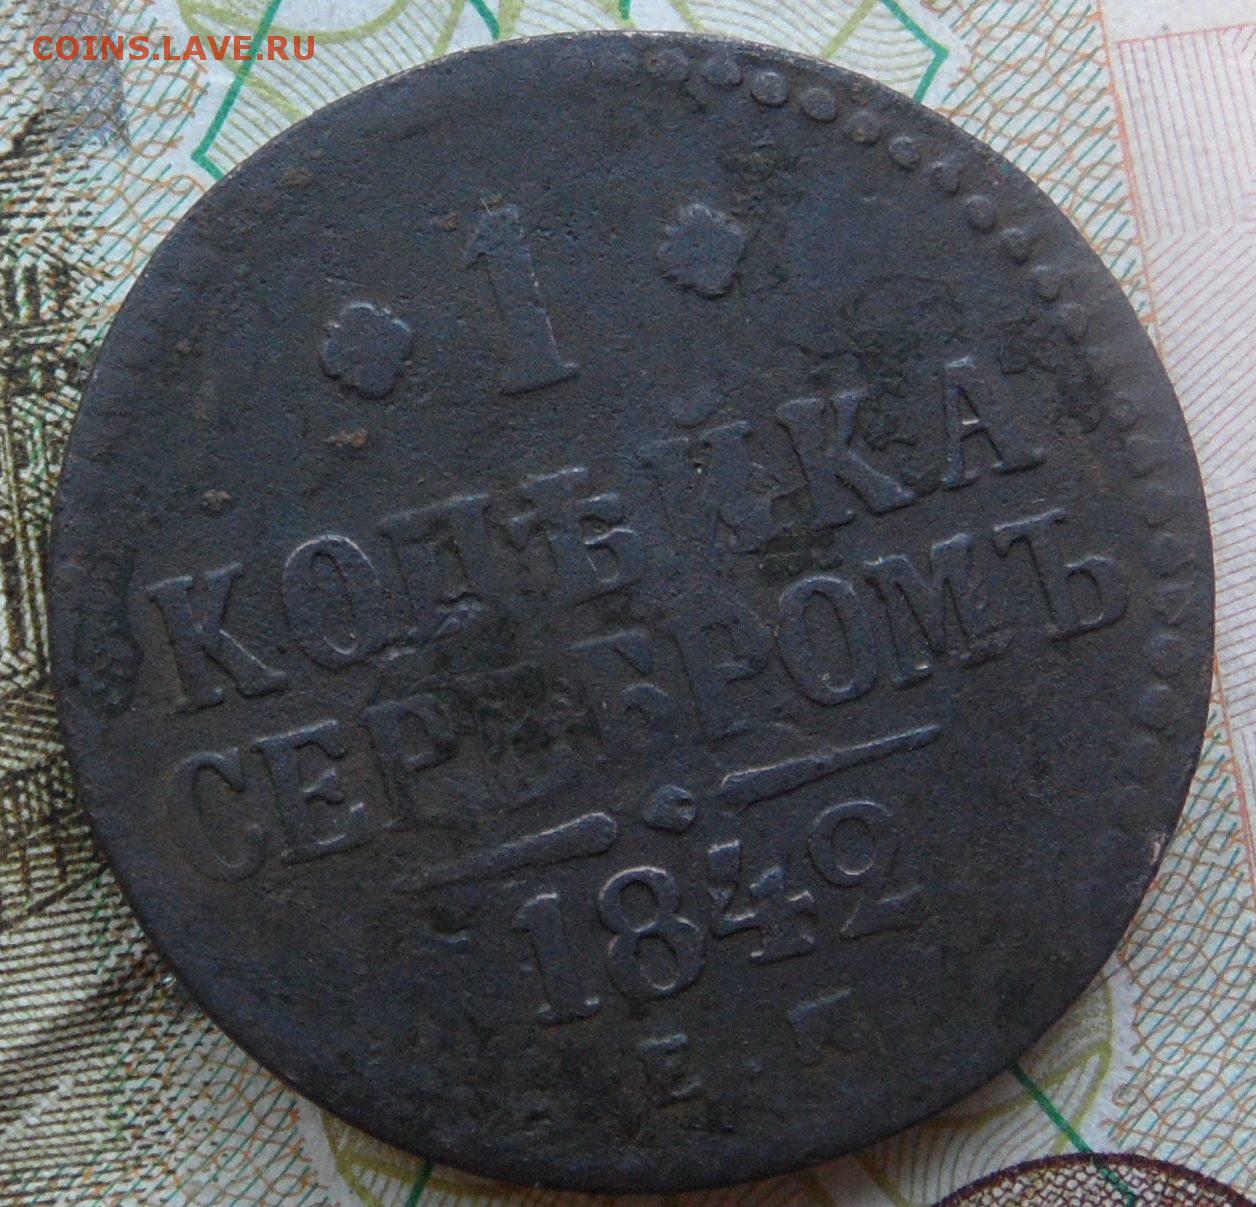 COINS.LAVE.RU
1
КОПѢЙКА
СЕРЕБРОМЪ
1842
Е.М